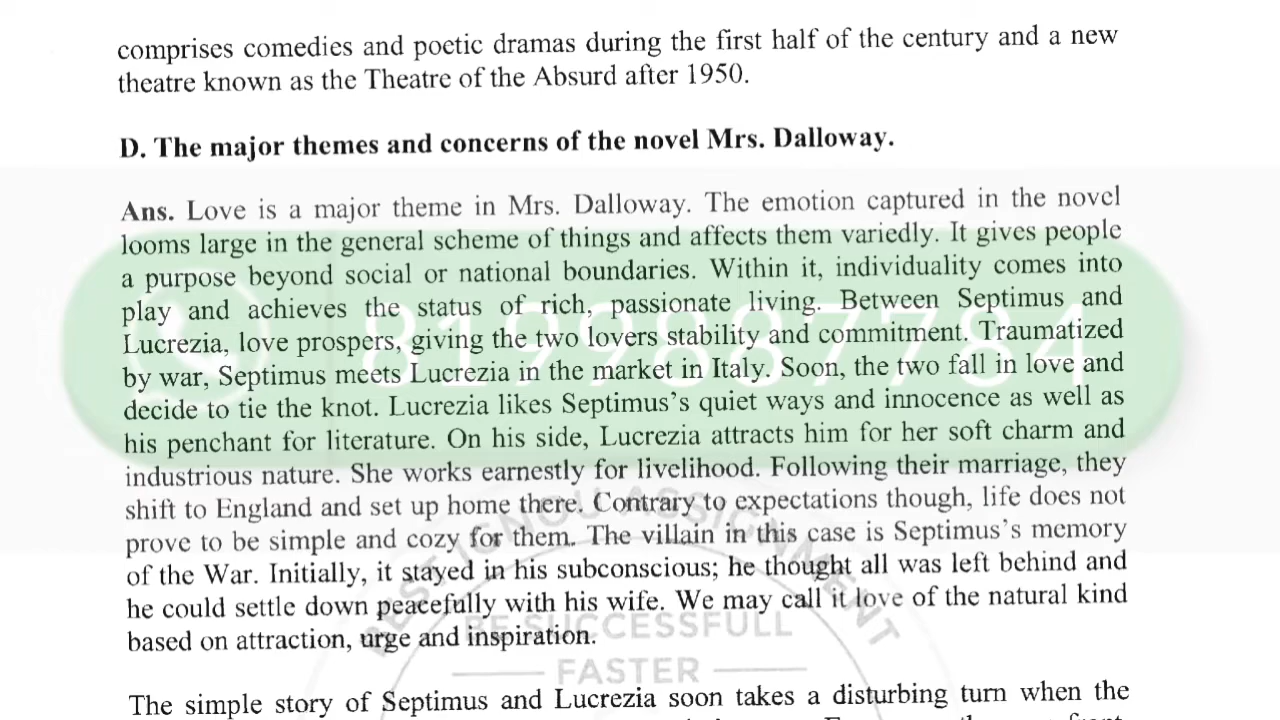 comprises comedies and poetic dramas during the first half of the century and a new
theatre known as the Theatre of the Absurd after 1950.
D. The major themes and concerns of the novel Mrs. Dalloway.
Ans. Love is a major theme in Mrs. Dalloway. The emotion captured in the novel
looms large in the general scheme of things and affects them variedly. It gives people
a purpose beyond social or national boundaries. Within it, individuality comes into
play and achieves the status of rich, passionate living. Between Septimus and
Lucrezia, love prospers, giving the two lovers stability and commitment. Traumatized
by war, Septimus meets Lucrezia in the market in Italy. Soon, the two fall in love and
decide to tie the knot. Lucrezia likes Septimus's quiet ways and innocence as well as
his penchant for literature. On his side, Lucrezia attracts him for her soft charm and
industrious nature. She works earnestly for livelihood. Following their marriage, they
shift to England and set up home there. Contrary to expectations though, life does not
prove to be simple and cozy for them. The villain in this case is Septimus's memory
of the War. Initially, it stayed in his subconscious; he thought all was left behind and
he could settle down peacefully with his wife. We may call it love of the natural kind
based on attraction, urge and inspiration.
8199887784
BEST IGNOU ASSIGNMENT
BE SUCCESSFULL
FASTER
The simple story of Septimus and Lucrezia soon takes a disturbing turn when the